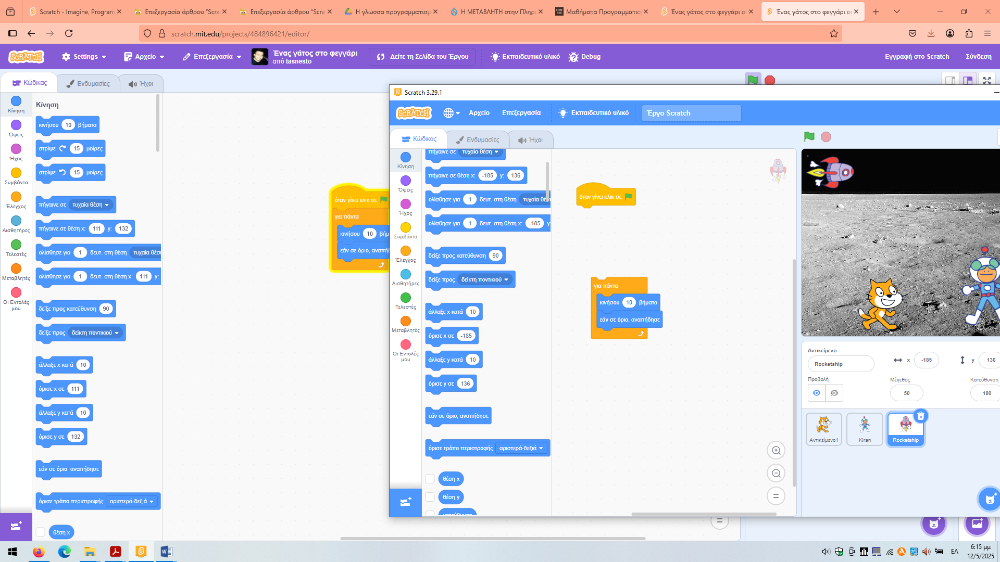 Scratch - Imagine, Program
Επεξεργασία άρθρου “Scra
Επεξεργασία άρθρου “Scra
Η γλώσσα προγραμματισμ
Η ΜΕΤΑΒΛΗΤΗ στην Πληρο
Μαθήματα Προγραμματισ
Ένας γάτος στο φεγγάρι on
Ένας γάτος στο φεγγάρι on
scratch.mit.edu/projects/484896421/editor/
SCRATCH
Settings
Αρχείο
Επεξεργασία
Ένας γάτος στο φεγγάρι
από tasnesto
Δείτε τη Σελίδα του Έργου
Εκπαιδευτικό υλικό
Debug
Εγγραφή στο Scratch
Σύνδεση
Κώδικας
Ενδυμασίες
Ήχοι
Κίνηση
Όψεις
Ήχος
Συμβάντα
Έλεγχος
Αισθητήρες
Τελεστές
Μεταβλητές
Οι Εντολές
μου
Κίνηση
κινήσου 10 βήματα
στρίψε 15 μοίρες
στρίψε 15 μοίρες
πήγαινε σε τυχαία θέση
πήγαινε σε θέση x: 111 y: 132
ολίσθησε για 1 δευτ. στη θέση τυχαία θέση
ολίσθησε για 1 δευτ. στη θέση x: 111 y:
δείξε προς κατεύθυνση 90
δείξε προς δείκτη ποντικιού
άλλαξε x κατά 10
όρισε x σε 111
άλλαξε y κατά 10
όρισε y σε 132
εάν σε όριο, αναπήδησε
όρισε τρόπο περιστροφής αριστερά-δεξιά
θέση x
όταν γίνει κλικ σε
για πάντα
κινήσου 10 βήμ
εάν σε όριο, αναπήδ
Scratch 3.29.1
SCRATCH
Αρχείο
Επεξεργασία
Εκπαιδευτικό υλικό
Έργο Scratch
Κώδικας
Ενδυμασίες
Ήχοι
Κίνηση
Όψεις
Ήχος
Συμβάντα
Έλεγχος
Αισθητήρες
Τελεστές
Μεταβλητές
Οι Εντολές
μου
πήγαινε σε τυχαία θέση
πήγαινε σε θέση x: -185 y: 136
ολίσθησε για 1 δευτ. στη θέση τυχαία θέσ
ολίσθησε για 1 δευτ. στη θέση x: -185 y:
δείξε προς κατεύθυνση 90
δείξε προς δείκτη ποντικιού
άλλαξε x κατά 10
όρισε x σε -185
άλλαξε y κατά 10
όρισε y σε 136
εάν σε όριο, αναπήδησε
όρισε τρόπο περιστροφής αριστερά-δεξιά
θέση x
θέση y
όταν γίνει κλικ σε
για πάντα
κινήσου 10 βήματα
εάν σε όριο, αναπήδησε
Αντικείμενο
Rocketship
x -185
y 136
Προβολή
Μέγεθος
Κατεύθυνση
50
180
Αντικείμενο1
Kiran
Rocketship
ΕΛ
6:15 μμ
12/5/2025